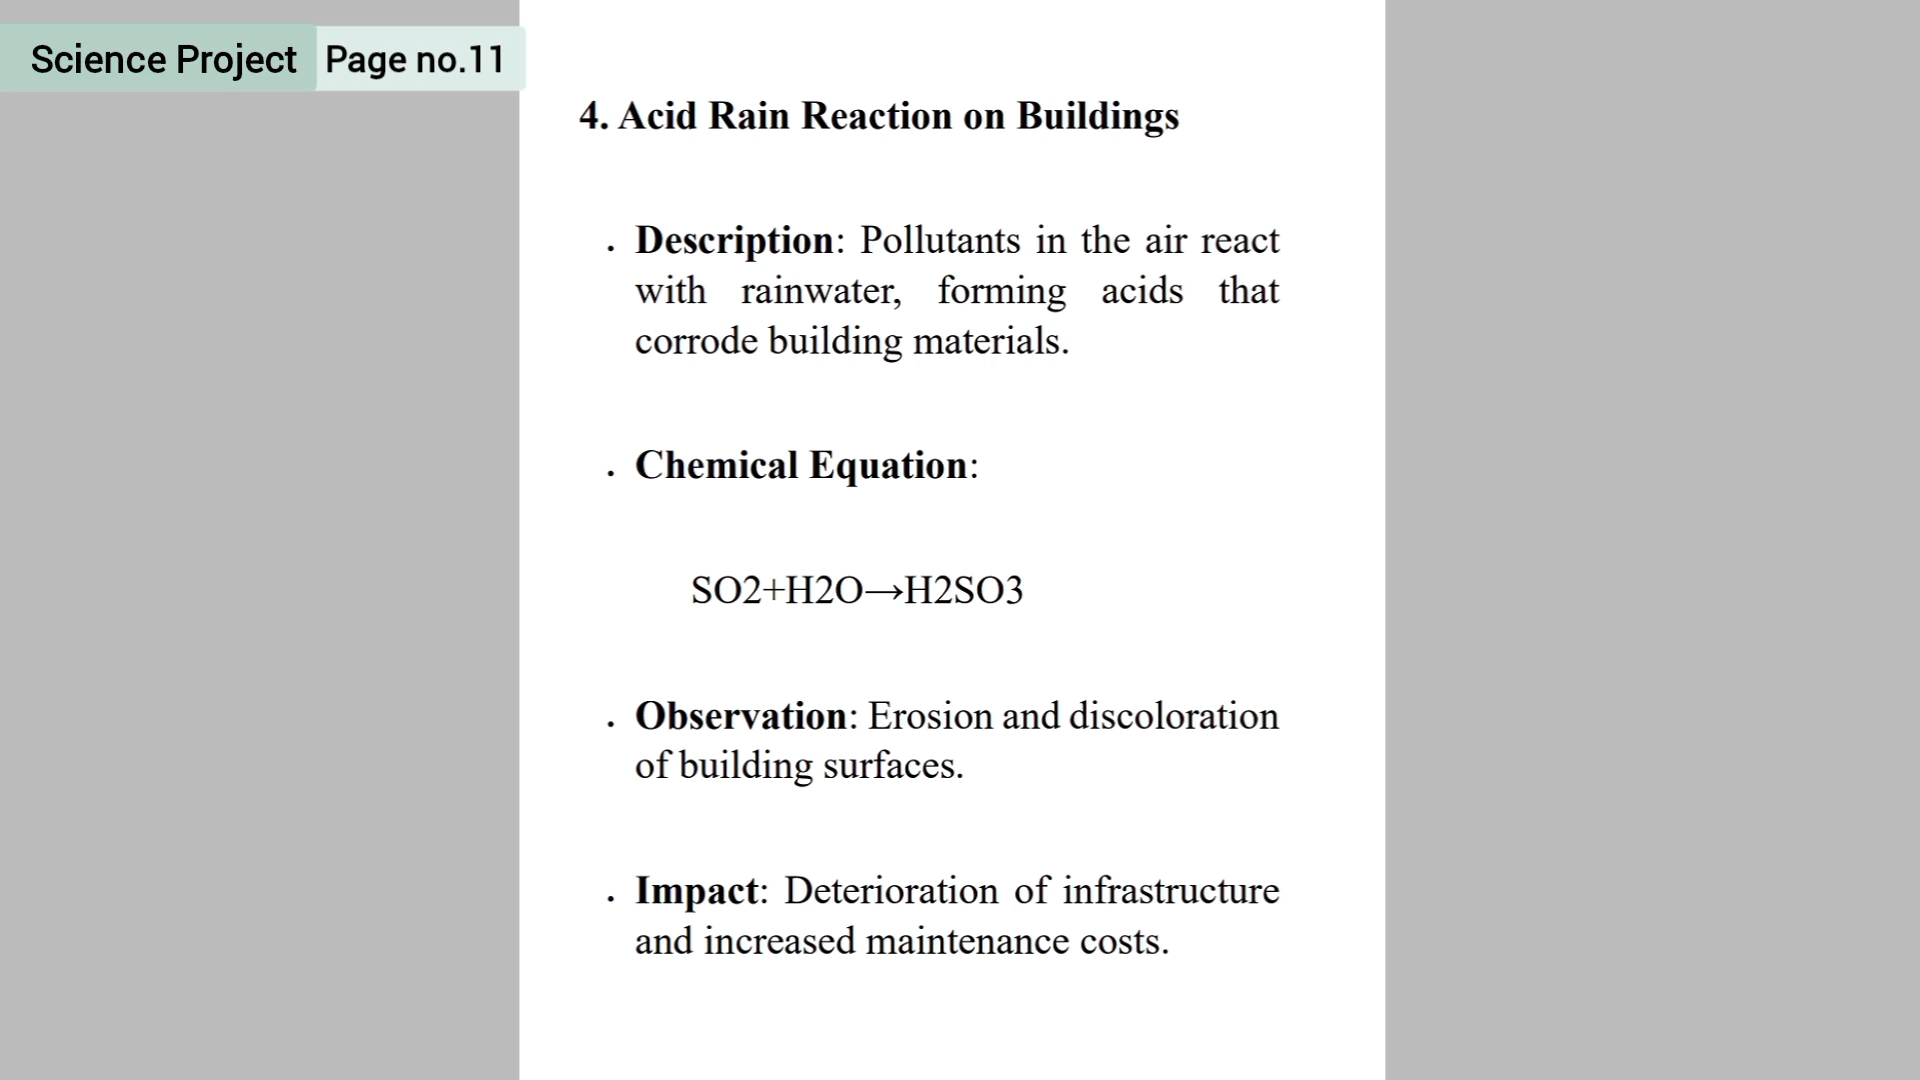 Science Project Page no.11
4. Acid Rain Reaction on Buildings
. Description: Pollutants in the air react
with rainwater, forming acids that
corrode building materials.
. Chemical Equation:
SO2+H2O→H2SO3
. Observation: Erosion and discoloration
of building surfaces.
. Impact: Deterioration of infrastructure
and increased maintenance costs.